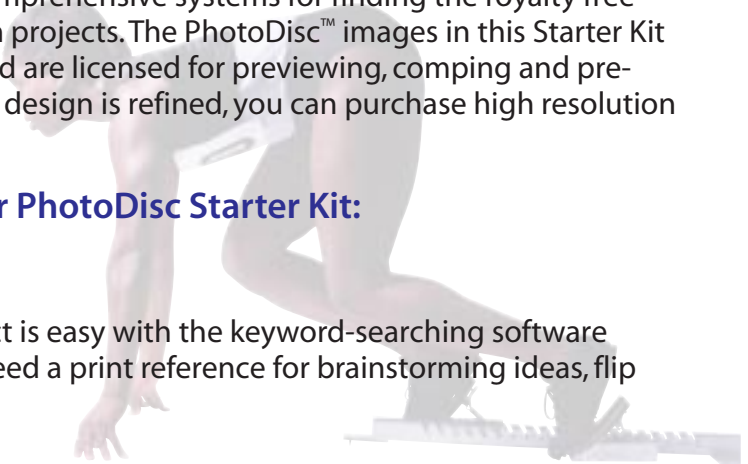 comprehensive systems for finding the royalty free
projects. The PhotoDisc™ images in this Starter Kit
are licensed for previewing, comping and pre-
design is refined, you can purchase high resolution
PhotoDisc Starter Kit:
is easy with the keyword-searching software
a print reference for brainstorming ideas, flip